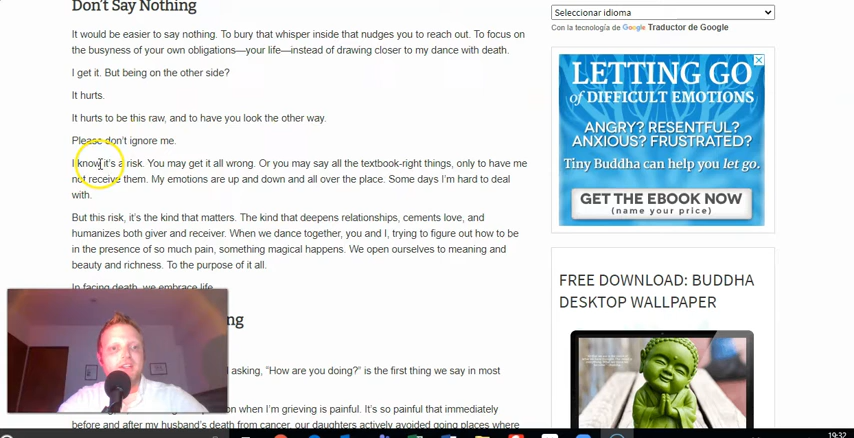 Don't Say Nothing
It would be easier to say nothing. To bury that whisper inside that nudges you to reach out. To focus on
the busyness of your own obligations—your life—instead of drawing closer to my dance with death.
I get it. But being on the other side?
It hurts.
It hurts to be this raw, and to have you look the other way.
Please don't ignore me.
I know it's a risk. You may get it all wrong. Or you may say all the textbook-right things, only to have me
not receive them. My emotions are up and down and all over the place. Some days I'm hard to deal
with.
But this risk, it's the kind that matters. The kind that deepens relationships, cements love, and
humanizes both giver and receiver. When we dance together, you and I, trying to figure out how to be
in the presence of so much pain, something magical happens. We open ourselves to meaning and
beauty and richness. To the purpose of it all.
In facing death, we embrace life.
ng
asking, "How are you doing?" is the first thing we say in most
on when I'm grieving is painful. It's so painful that immediately
before and after my husband's death from cancer, our daughters actively avoided going places where
Seleccionar idioma
Con la tecnología de Google Traductor de Google
LETTING GO
of DIFFICULT EMOTIONS
ANGRY? RESENTFUL?
ANXIOUS? FRUSTRATED?
Tiny Buddha can help you let go.
GET THE EBOOK NOW
(name your price)
FREE DOWNLOAD: BUDDHA
DESKTOP WALLPAPER
19:32